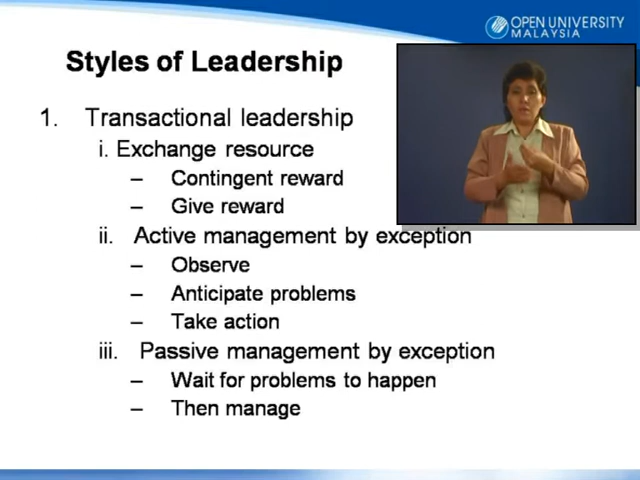 OPEN UNIVERSITY
MALAYSIA
Styles of Leadership
1. Transactional leadership
i. Exchange resource
– Contingent reward
– Give reward
ii. Active management by exception
– Observe
– Anticipate problems
– Take action
iii. Passive management by exception
– Wait for problems to happen
– Then manage